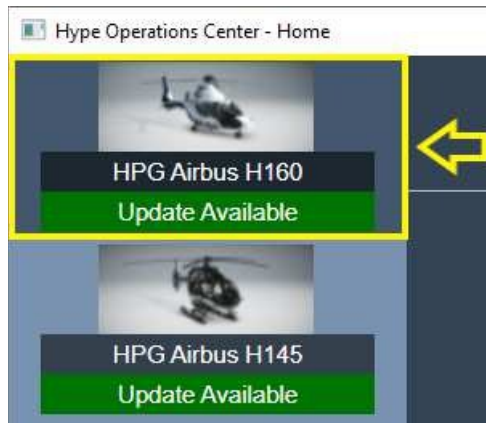 Hype Operations Center - Home
HPG Airbus H160
Update Available
HPG Airbus H145
Update Available